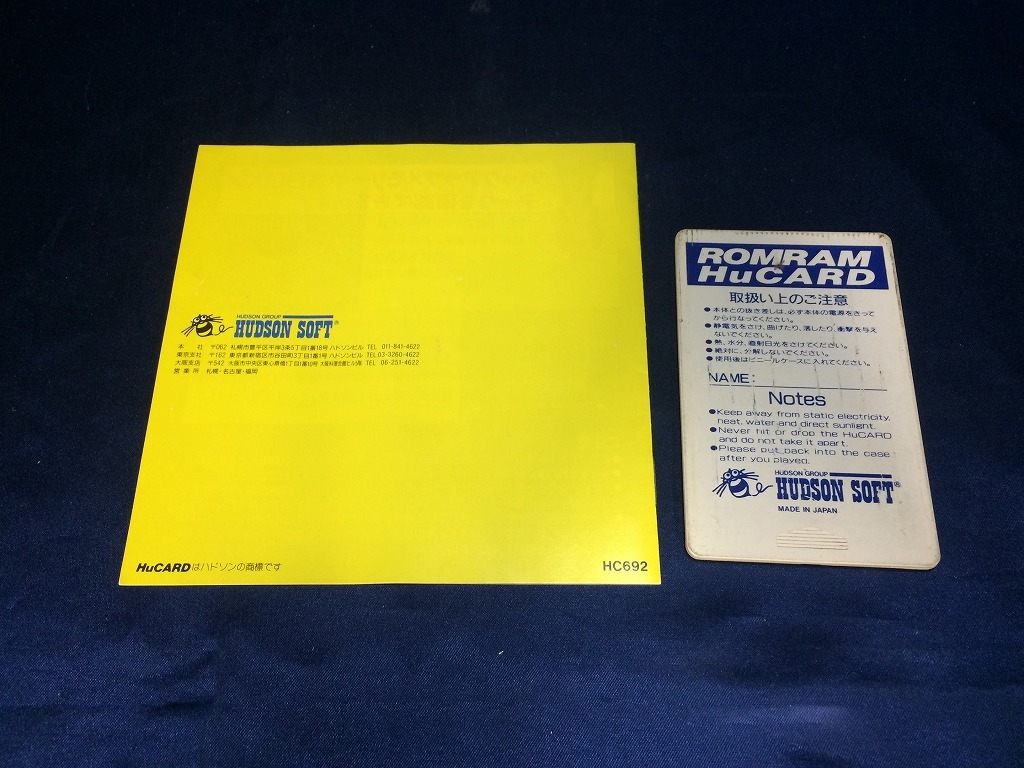 HUDSON GROUP
HUDSON SOFT®
本 社 〒062 札幌市豊平区平岸3条5丁目1番18号 ハドソンビル TEL 011-841-4622
東京支社 〒162 東京都新宿区市谷田町3丁目1番1号 ハドソンビル TEL 03-3260-4622
大阪支店 〒542 大阪市中央区東心斎橋1丁目 TEL 06-251-4622
営業所 札幌・名古屋・福岡
HuCARDはハドソンの商標です
HC692
ROMRAM
HuCARD
取扱い上のご注意
●本体との抜き差しは、必ず本体の電源をきって
から行なってください。
●静電気をさけ、曲げたり、落したり、衝撃を与え
ないでください。
●熱、水分、直射日光をさけてください。
●絶対に、分解しないでください。
●使用後はビニールケースに入れてください。
NAME:
Notes
●Keep away from static electricity,
heat, water and direct sunlight.
●Never hit or drop the HuCARD
and do not take it apart.
●Please put back into the case
after you played.
HUDSON GROUP
HUDSON SOFT®
MADE IN JAPAN